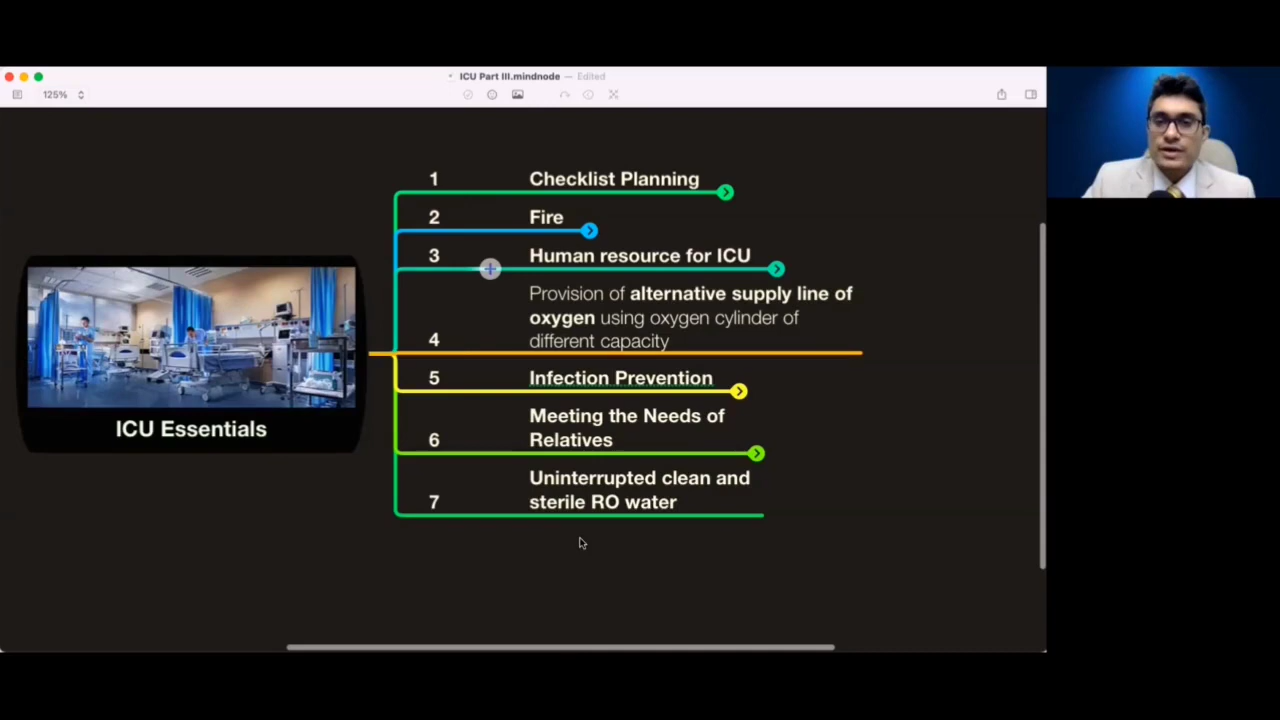 ICU Part III.mindnode — Edited
125%
1 Checklist Planning
2 Fire
3 Human resource for ICU
Provision of alternative supply line of
oxygen using oxygen cylinder of
4 different capacity
5 Infection Prevention
Meeting the Needs of
6 Relatives
Uninterrupted clean and
7 sterile RO water
ICU Essentials